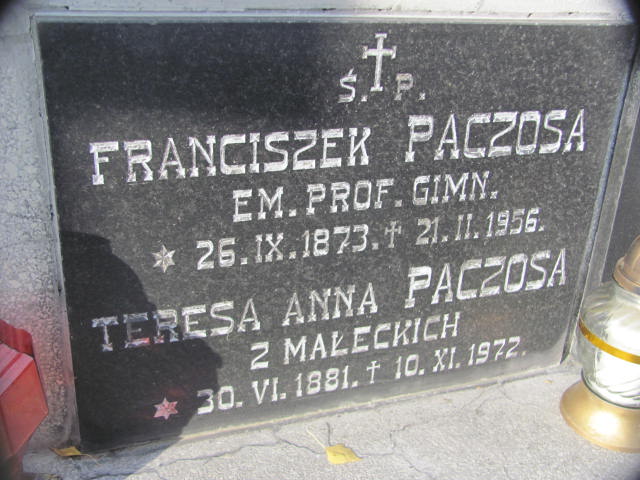 Ś. † P.
FRANCISZEK PACZOSA
EM. PROF. GIMN.
* 26.IX.1873. † 21.II.1956.
TERESA ANNA PACZOSA
Z MAŁECKICH
* 30.VI.1881. † 10.XI.1972.